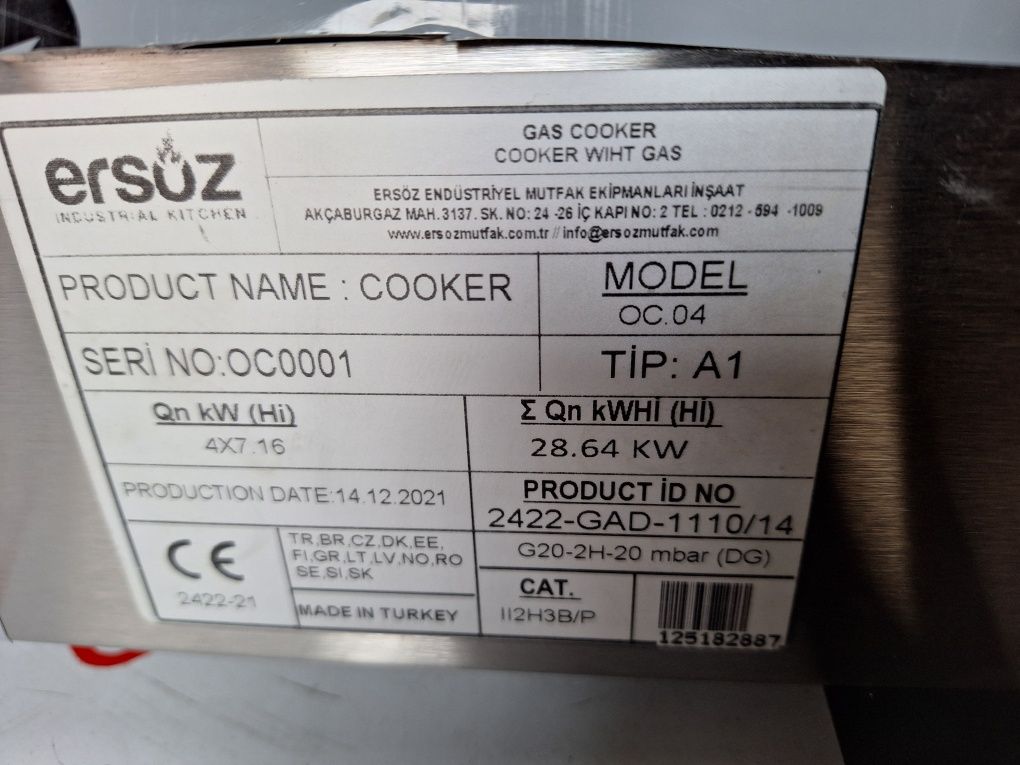 ersöz
INDUSTRIAL KITCHEN
GAS COOKER
COOKER WIHT GAS
ERSÖZ ENDÜSTRİYEL MUTFAK EKİPMANLARI İNŞAAT
AKÇABURGAZ MAH. 3137. SK. NO: 24 -26 İÇ KAPI NO: 2 TEL : 0212 - 594 -1009
www.ersozmutfak.com.tr // info@ersozmutfak.com
PRODUCT NAME : COOKER
MODEL
OC.04
SERİ NO:OC0001
TİP: A1
Qn kW (Hi)
4X7.16
Σ Qn kWHİ (Hİ)
28.64 KW
PRODUCTION DATE:14.12.2021
PRODUCT İD NO
2422-GAD-1110/14
CE
2422-21
TR,BR,CZ,DK,EE,
FI,GR,LT,LV,NO,RO
SE,SI,SK
MADE IN TURKEY
G20-2H-20 mbar (DG)
CAT.
II2H3B/P
125182887